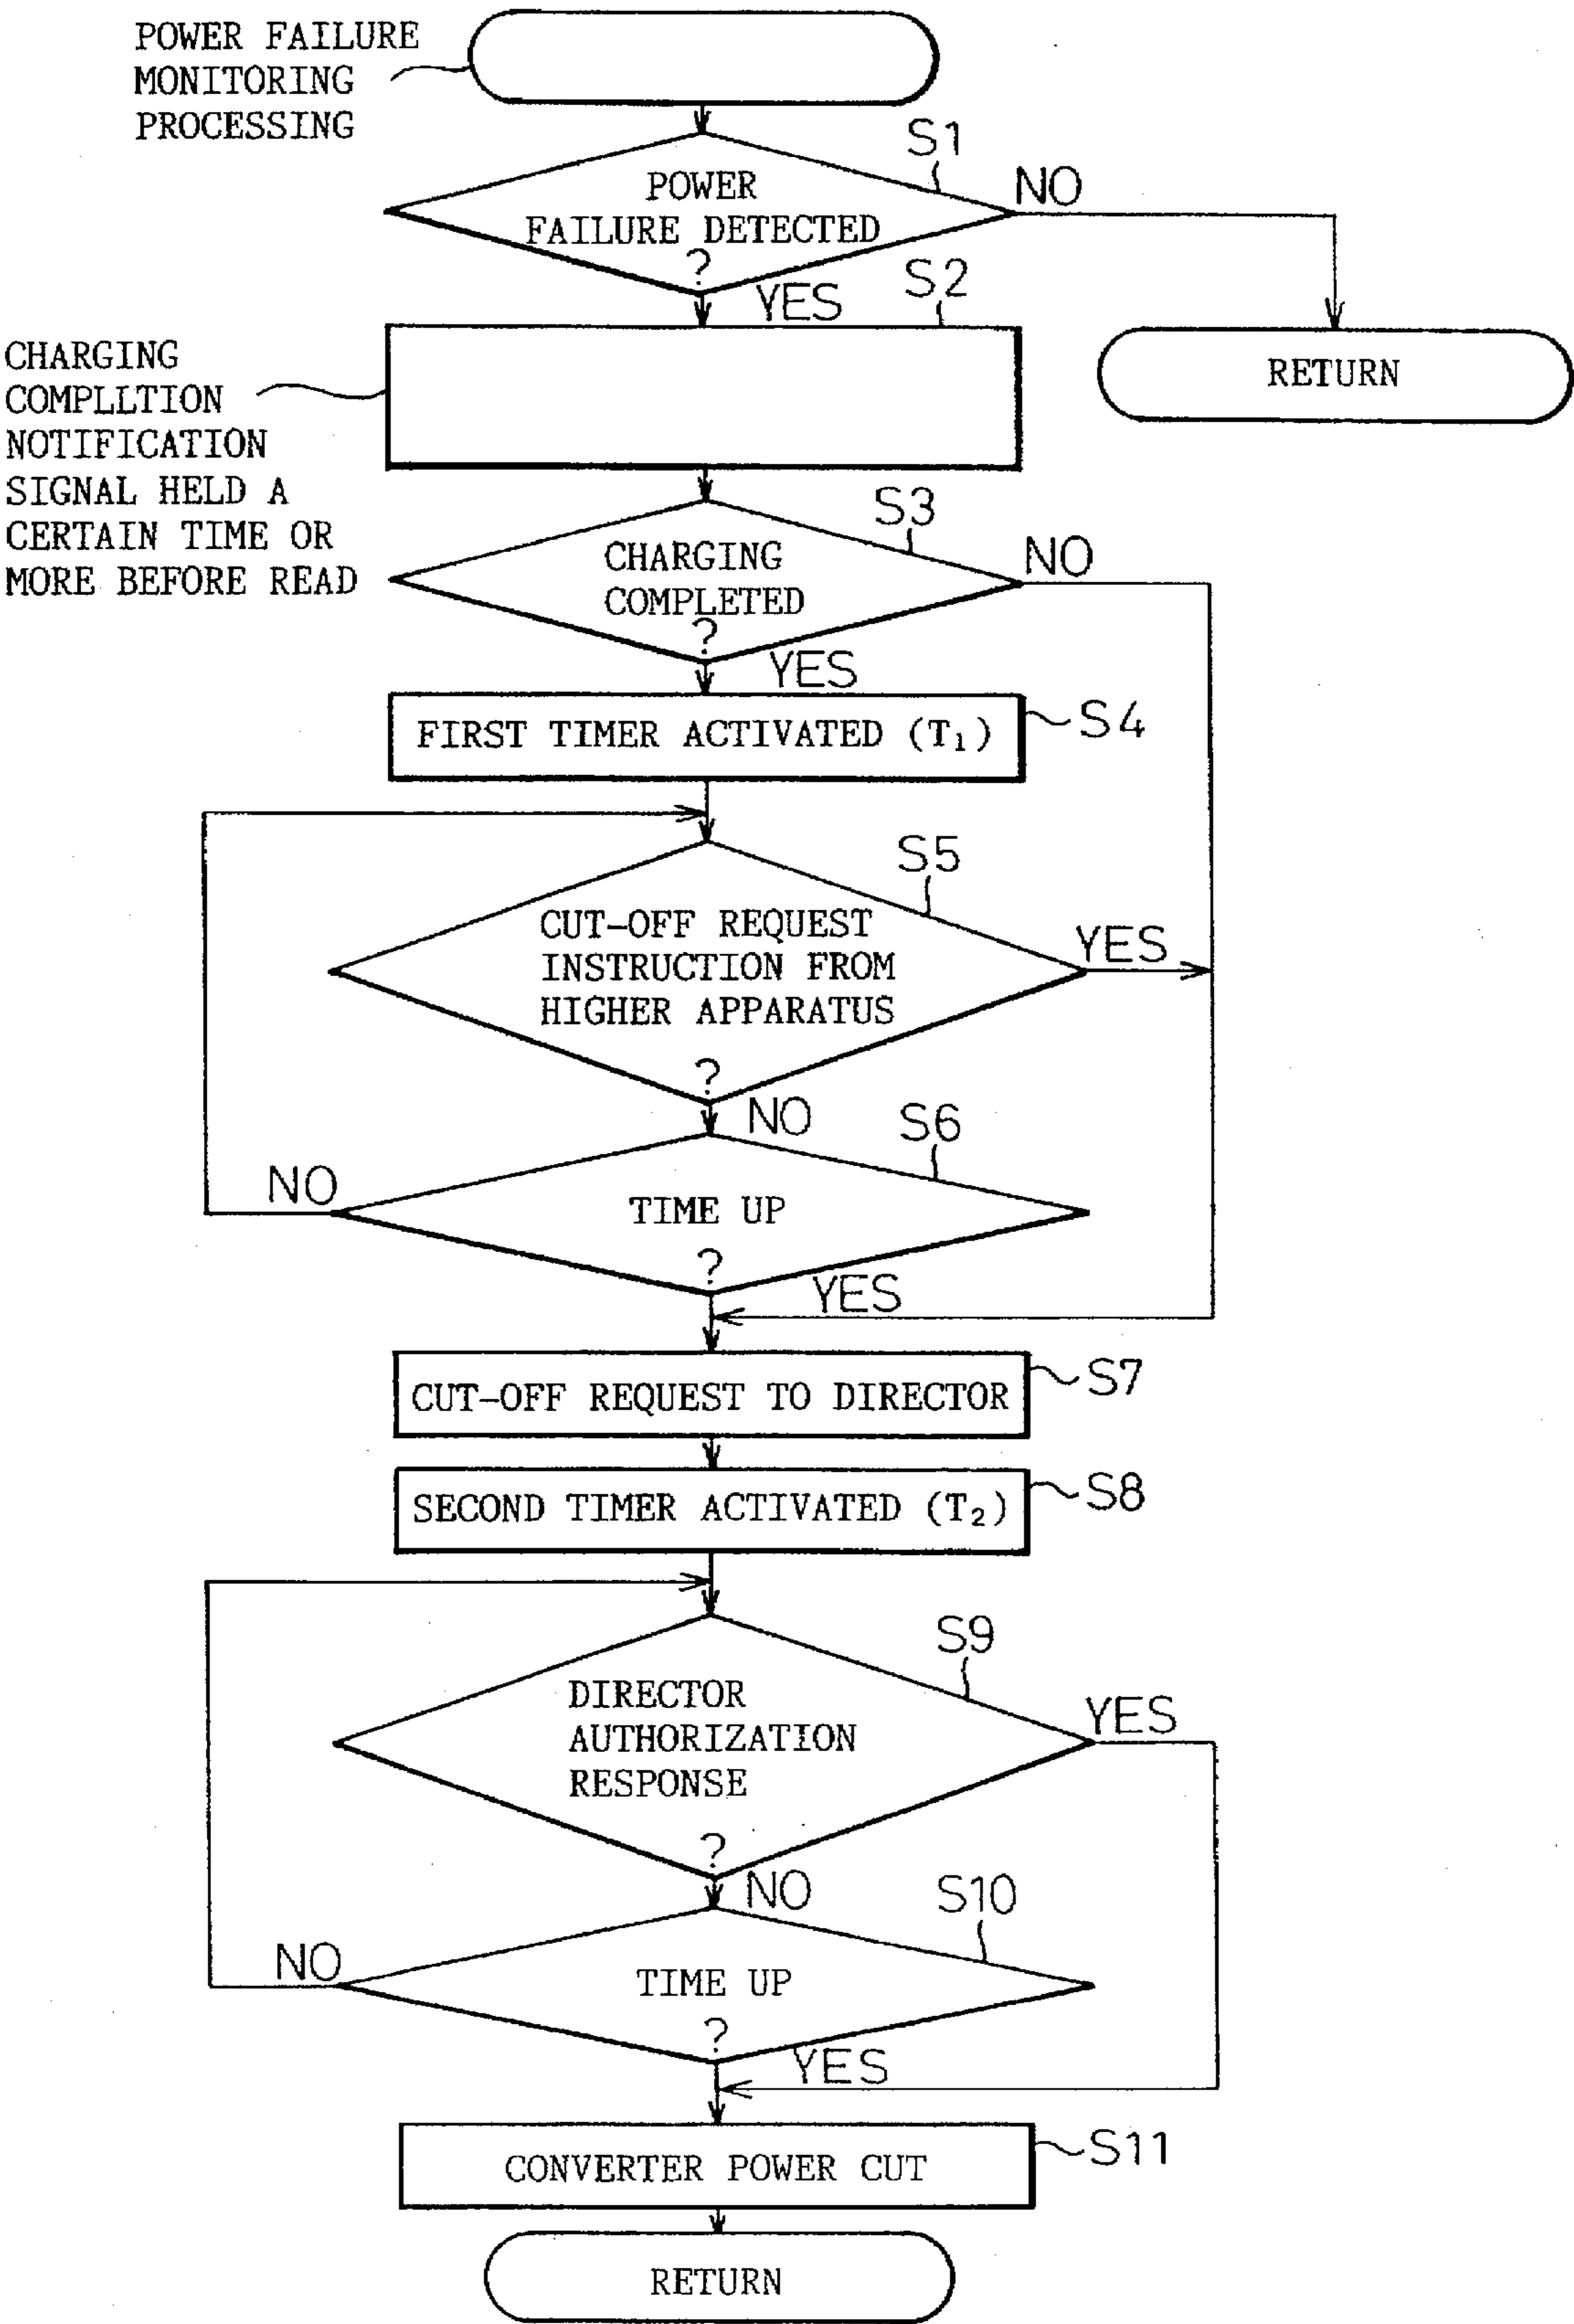 POWER FAILURE
MONITORING
PROCESSING
S1
POWER
FAILURE DETECTED
?
NO
YES
S2
RETURN
CHARGING
COMPLLTION
NOTIFICATION
SIGNAL HELD A
CERTAIN TIME OR
MORE BEFORE READ
S3
CHARGING
COMPLETED
?
NO
YES
FIRST TIMER ACTIVATED (T₁)
S4
S5
CUT-OFF REQUEST
INSTRUCTION FROM
HIGHER APPARATUS
?
YES
NO
S6
TIME UP
?
NO
YES
CUT-OFF REQUEST TO DIRECTOR
S7
SECOND TIMER ACTIVATED (T₂)
S8
S9
DIRECTOR
AUTHORIZATION
RESPONSE
?
YES
NO
S10
TIME UP
?
NO
YES
CONVERTER POWER CUT
S11
RETURN